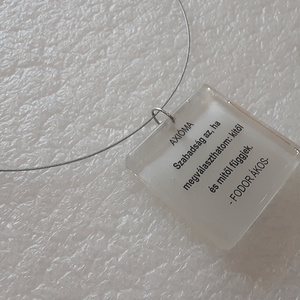 AXIÓMA
Szabadság az, ha
megválaszthatom: kitől
és mitől függjek.
- FODOR ÁKOS-